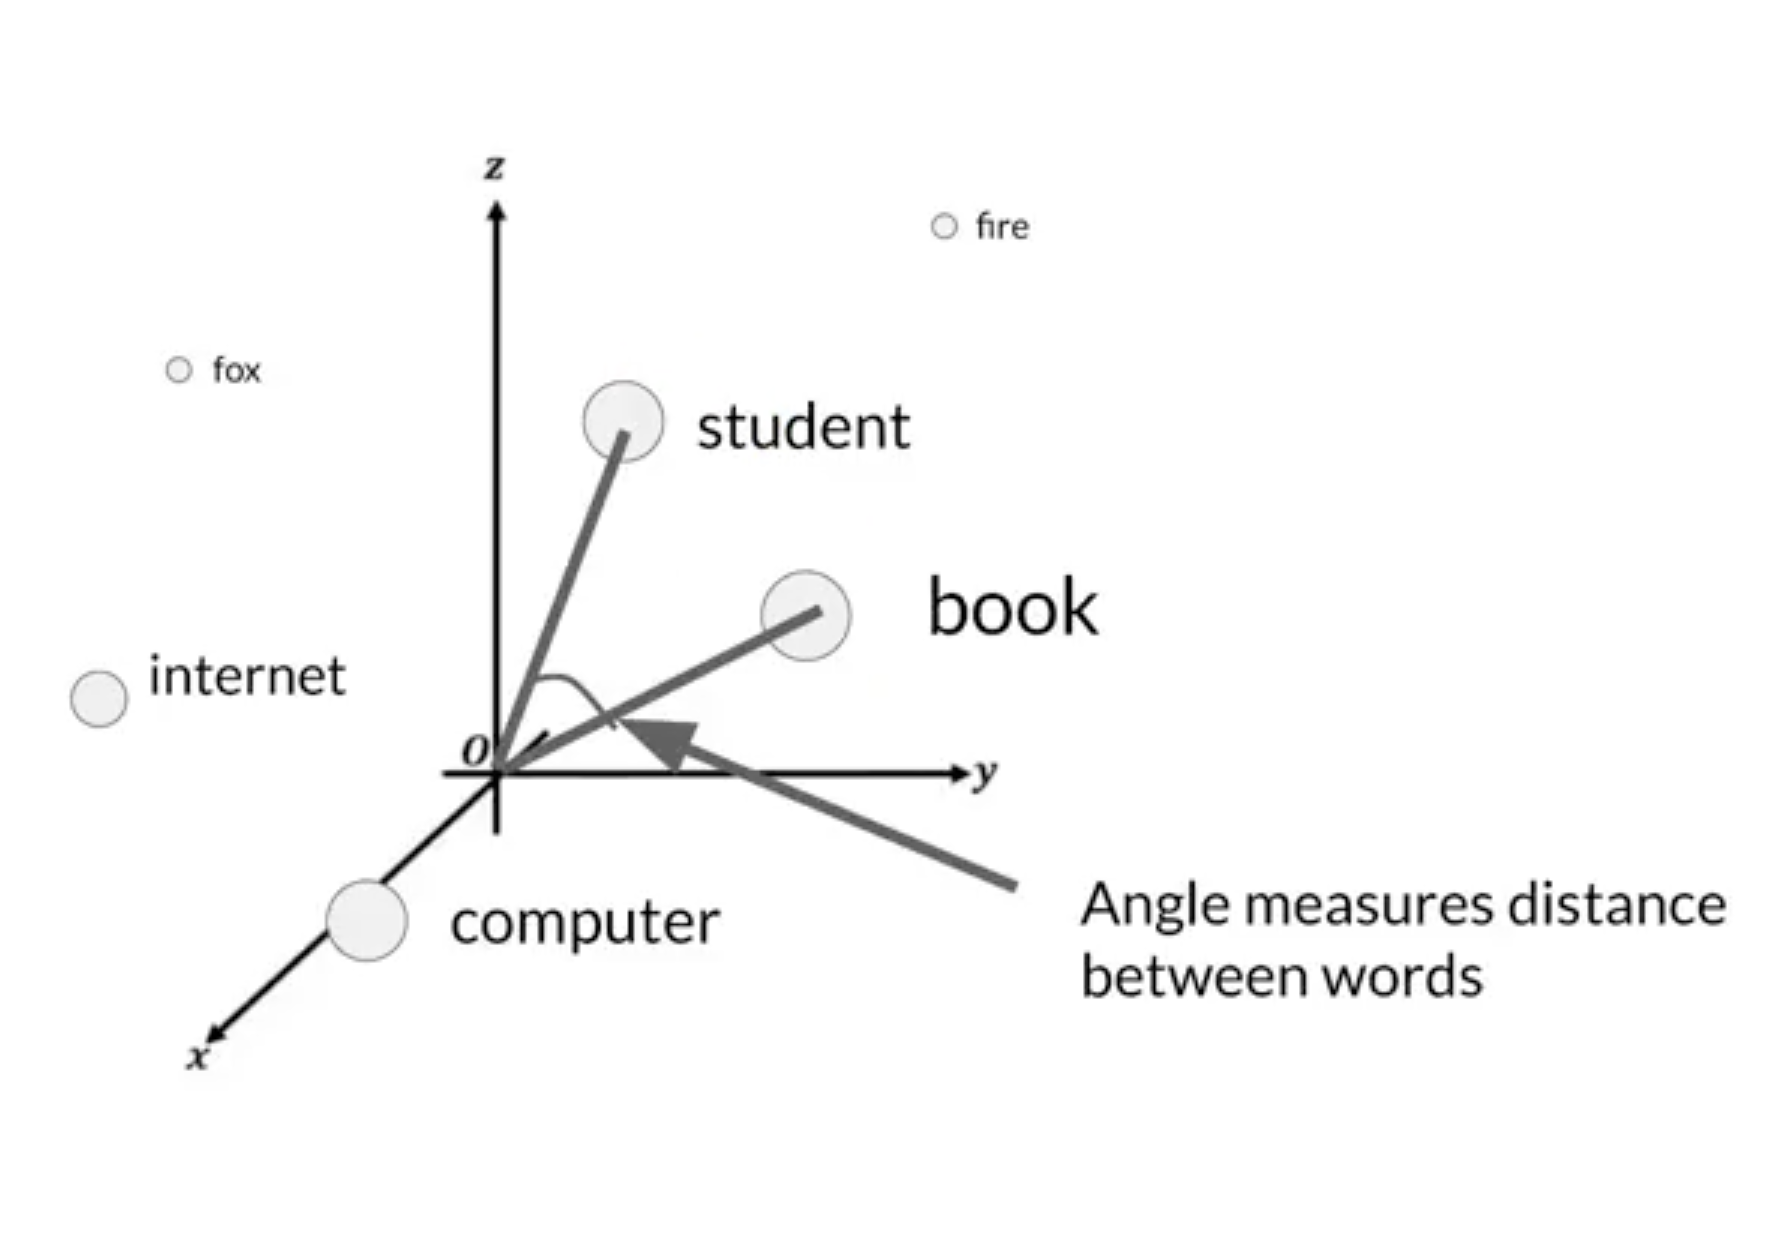 z
fire
fox
student
book
internet
O
y
computer
Angle measures distance
between words
x